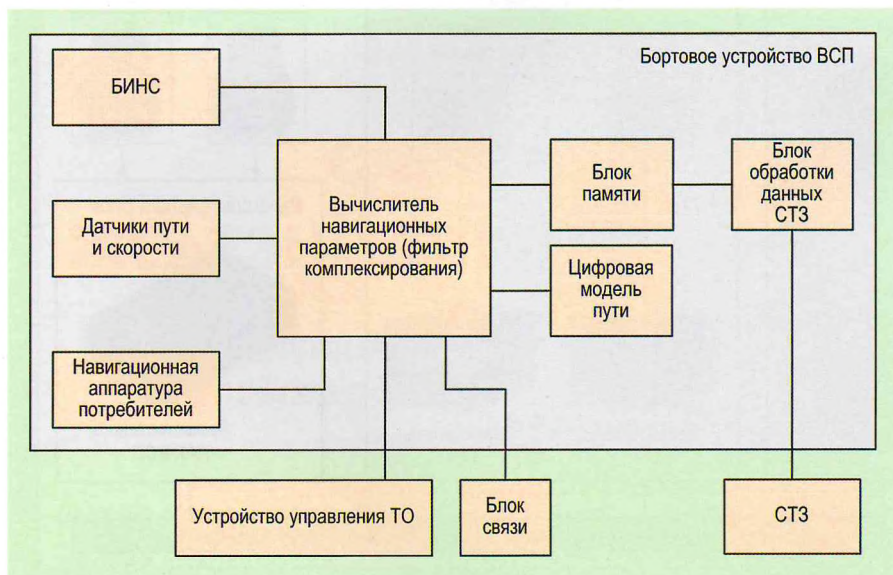 Бортовое устройство ВСП
БИНС
Датчики пути
и скорости
Навигационная
аппаратура
потребителей
Вычислитель
навигационных
параметров (фильтр
комплексирования)
Блок
памяти
Цифровая
модель
пути
Блок
обработки
данных
СТЗ
Устройство управления ТО
Блок
связи
СТЗ